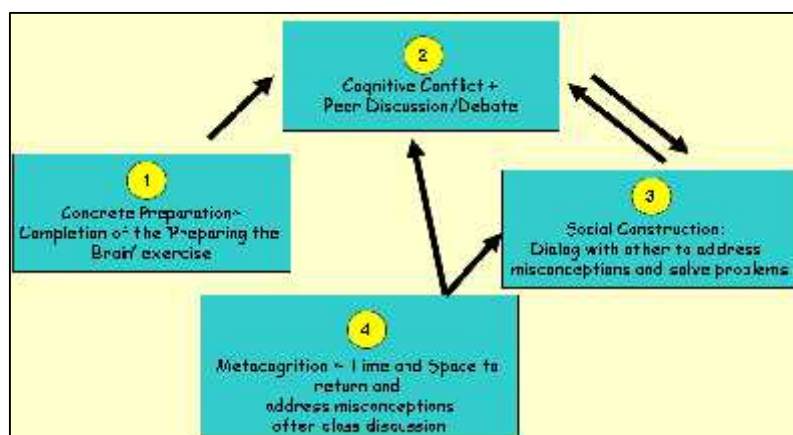 2
Cognitive Conflict +
Peer Discussion/Debate
1
Concrete Preparation~
Completion of the 'Preparing the
Brain' exercise
3
Social Construction:
Dialog with other to address
misconceptions and solve problems
4
Metacognition ~ Time and Space to
return and
address misconceptions
after class discussion